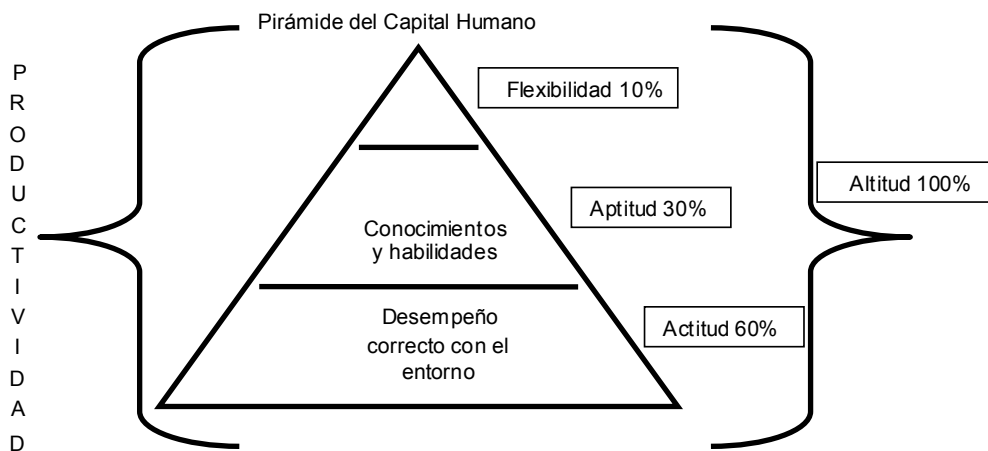 Pirámide del Capital Humano
PRODUCTIVIDAD
Flexibilidad 10%
Altitud 100%
Aptitud 30%
Conocimientos
y habilidades
Actitud 60%
Desempeño
correcto con el
entorno